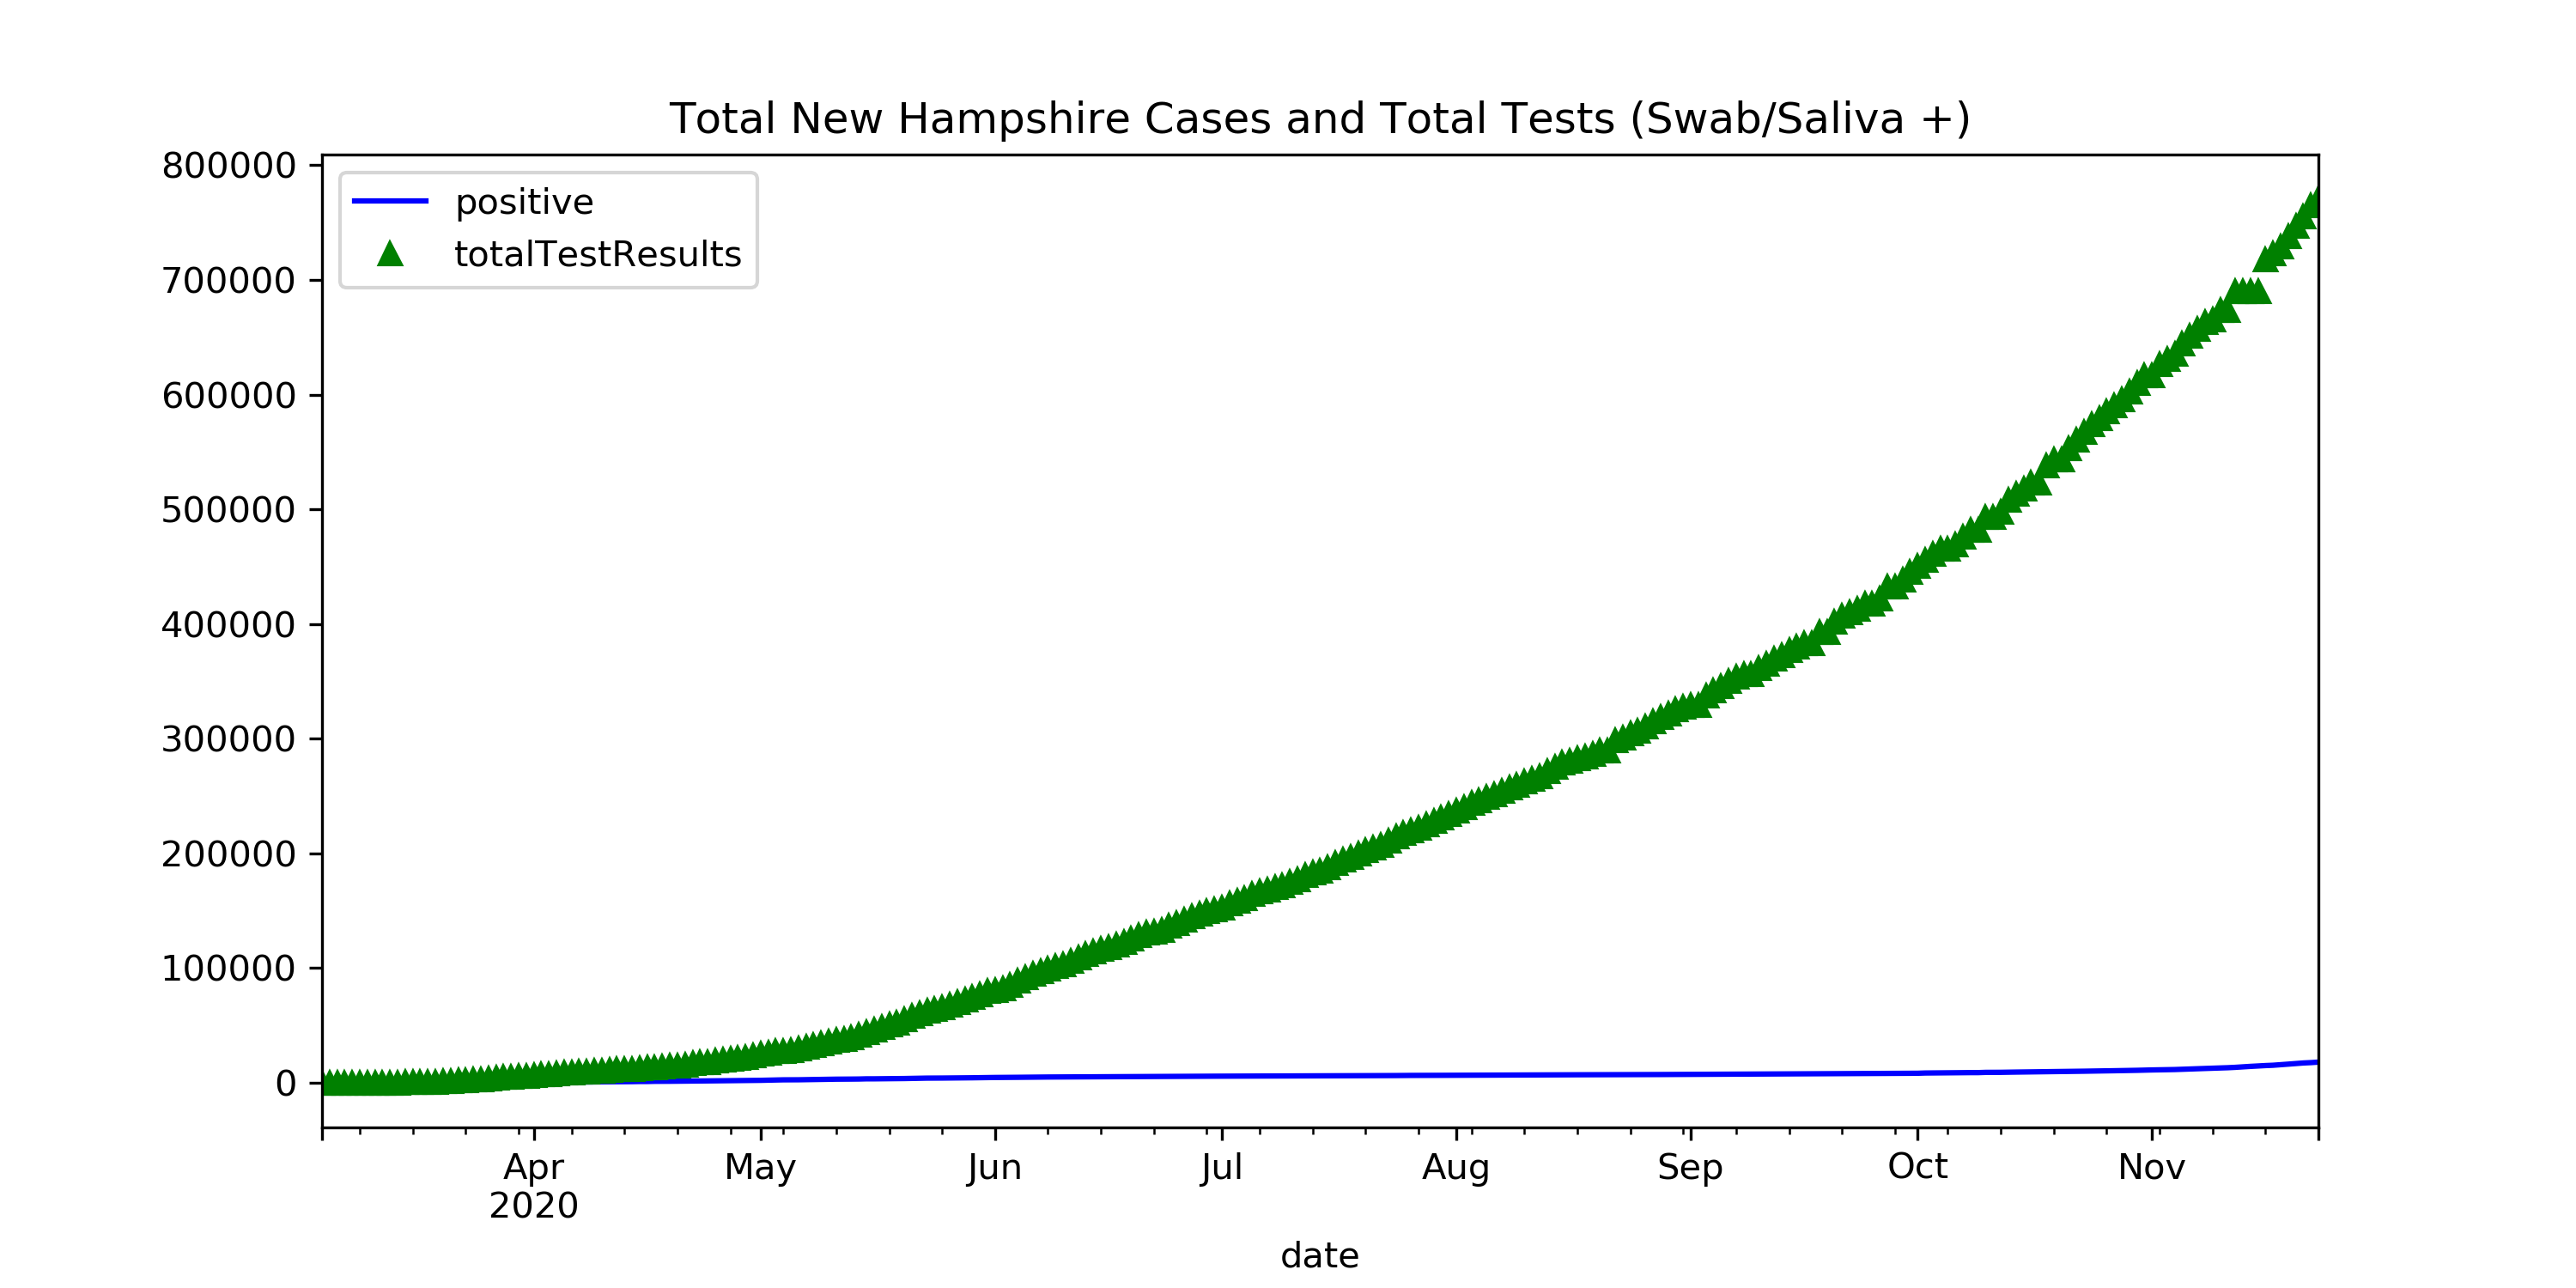 Total New Hampshire Cases and Total Tests (Swab/Saliva +)
800000
700000
600000
500000
400000
300000
200000
100000
0
positive
totalTestResults
Apr May Jun Jul Aug Sep Oct Nov
2020
date